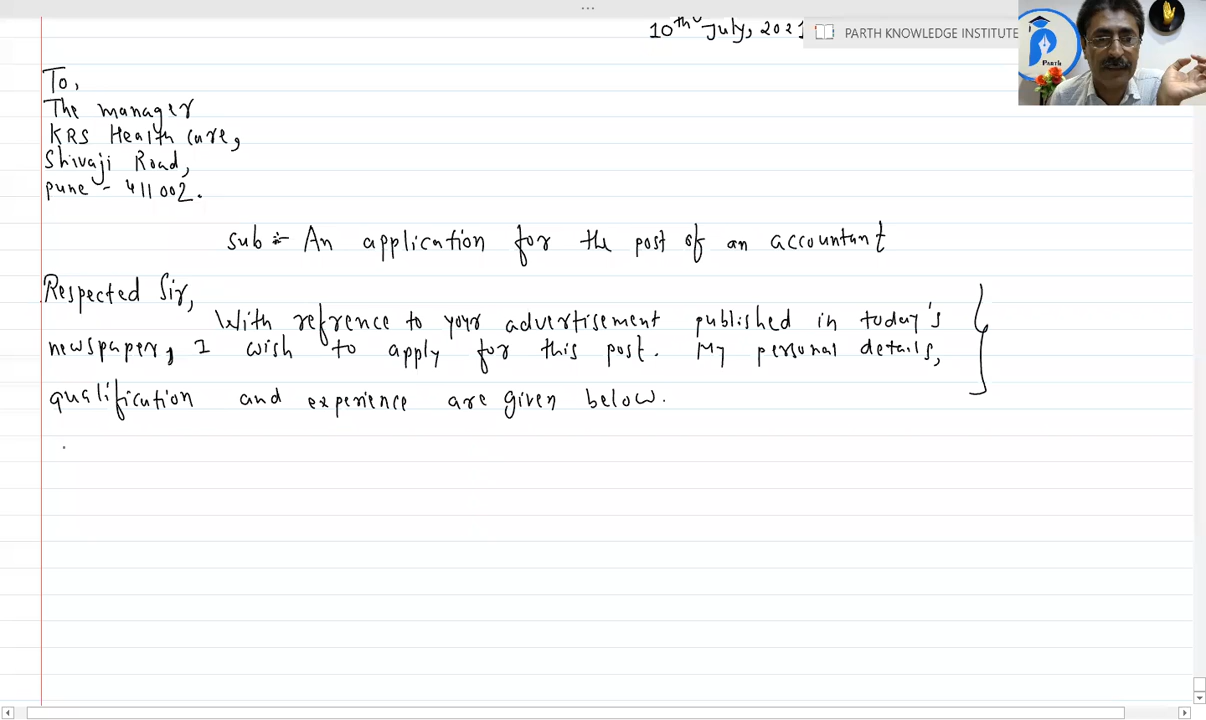 10th July, 2021
PARTH KNOWLEDGE INSTITUTE
Parth
To,
The manager
KRS Health care,
Shivaji Road,
pune - 411002.
sub :- An application for the post of an accountant
Respected Sir,
With refrence to your advertisement published in today's
newspaper, I wish to apply for this post. My personal details,
qualification and experience are given below.